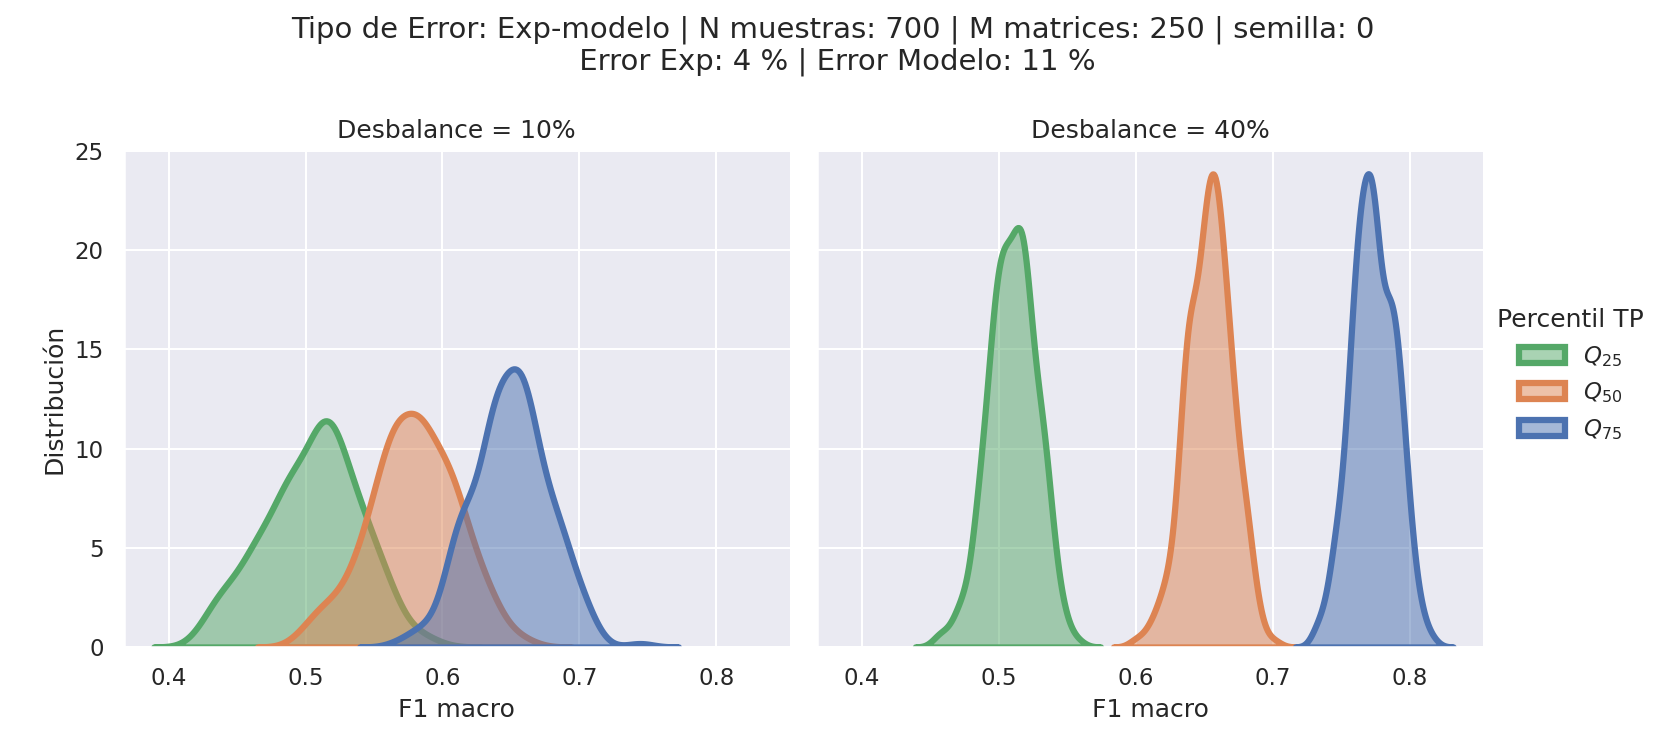 Tipo de Error: Exp-modelo | N muestras: 700 | M matrices: 250 | semilla: 0
Error Exp: 4 % | Error Modelo: 11 %
Desbalance = 10%
Desbalance = 40%
25
20
15
10
5
0
Distribución
0.4 0.5 0.6 0.7 0.8
F1 macro
0.4 0.5 0.6 0.7 0.8
F1 macro
Percentil TP
Q25
Q50
Q75